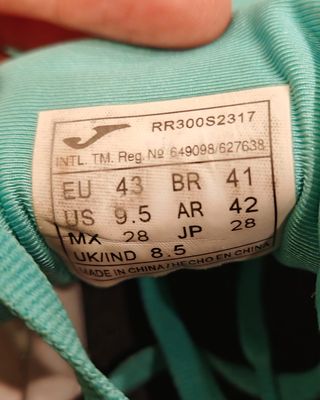 RR300S2317
INTL. TM. Reg. Nº 649098/627638
EU 43 BR 41
US 9.5 AR 42
MX 28 JP 28
UK/IND 8.5
MADE IN CHINA/HECHO EN CHINA